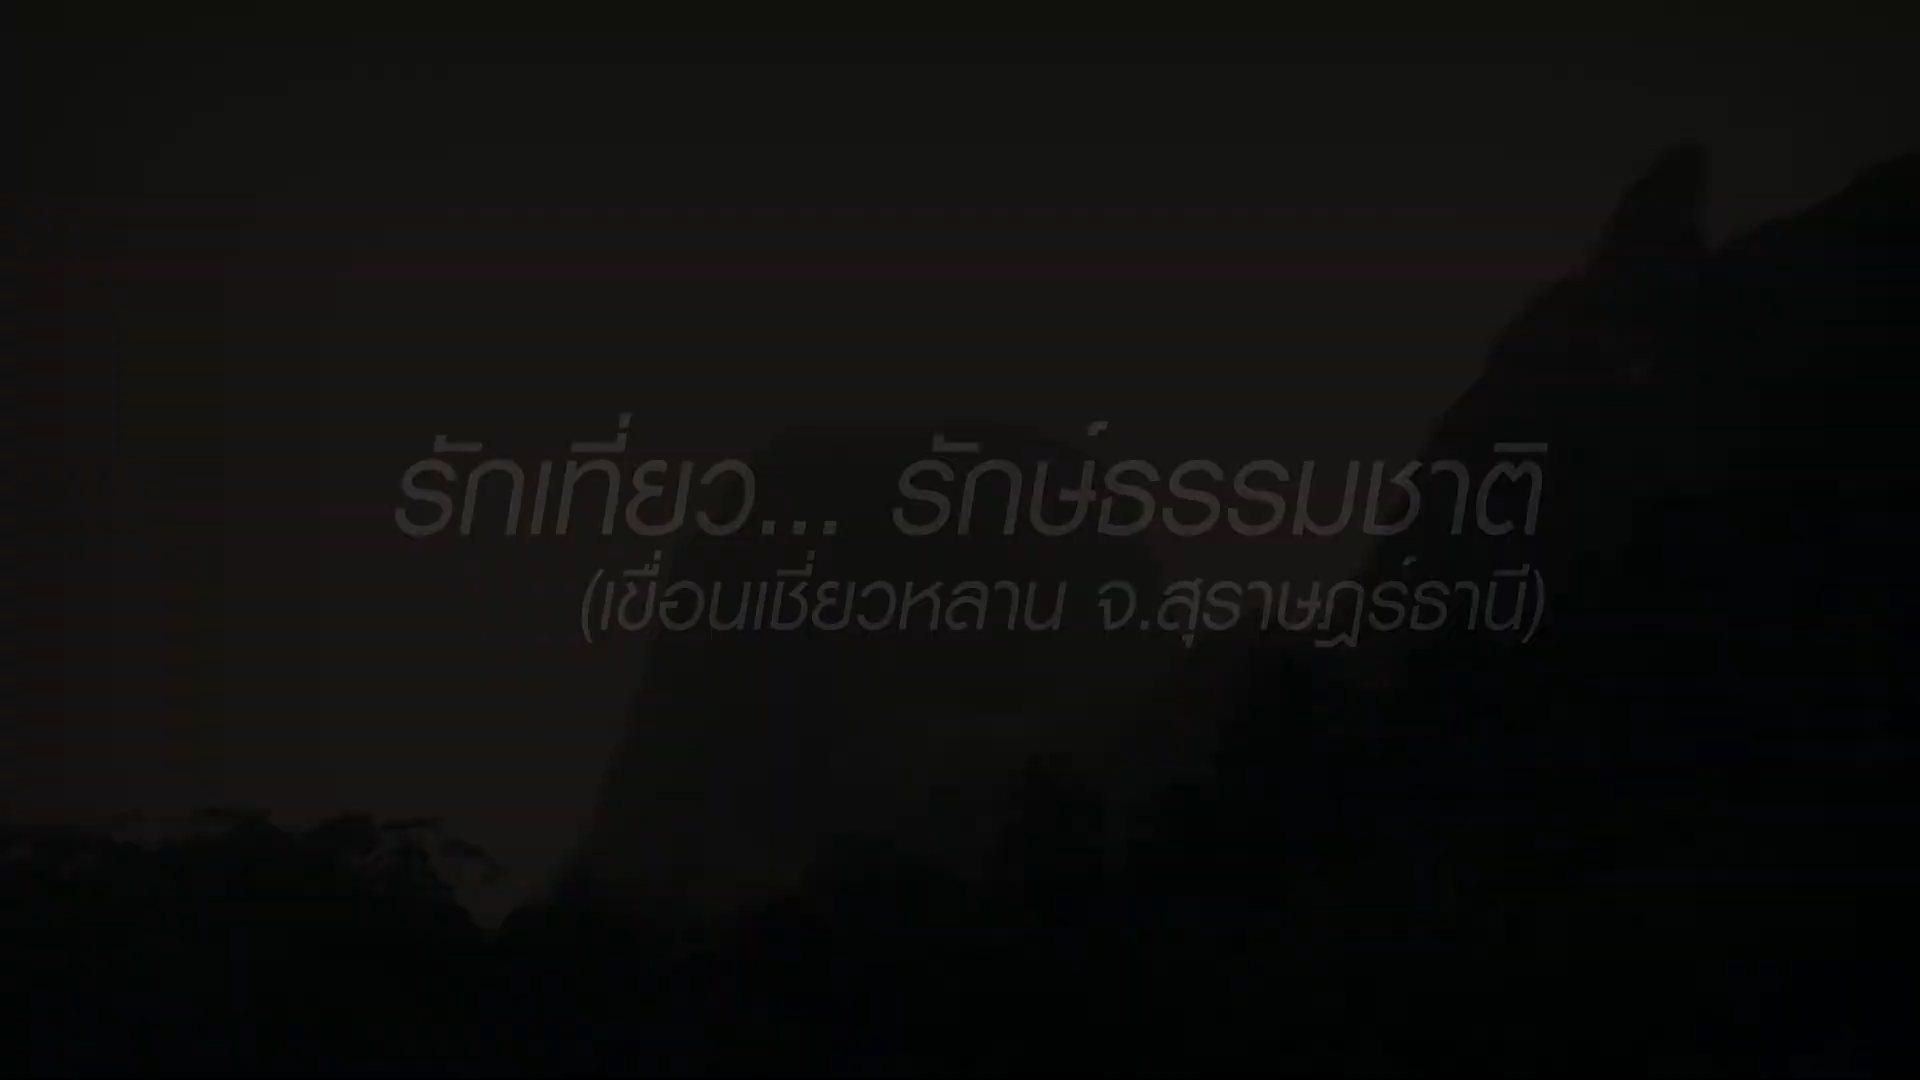 รักเที่ยว... รักษ์ธรรมชาติ
(เขื่อนเชี่ยวหลาน จ.สุราษฎร์ธานี)